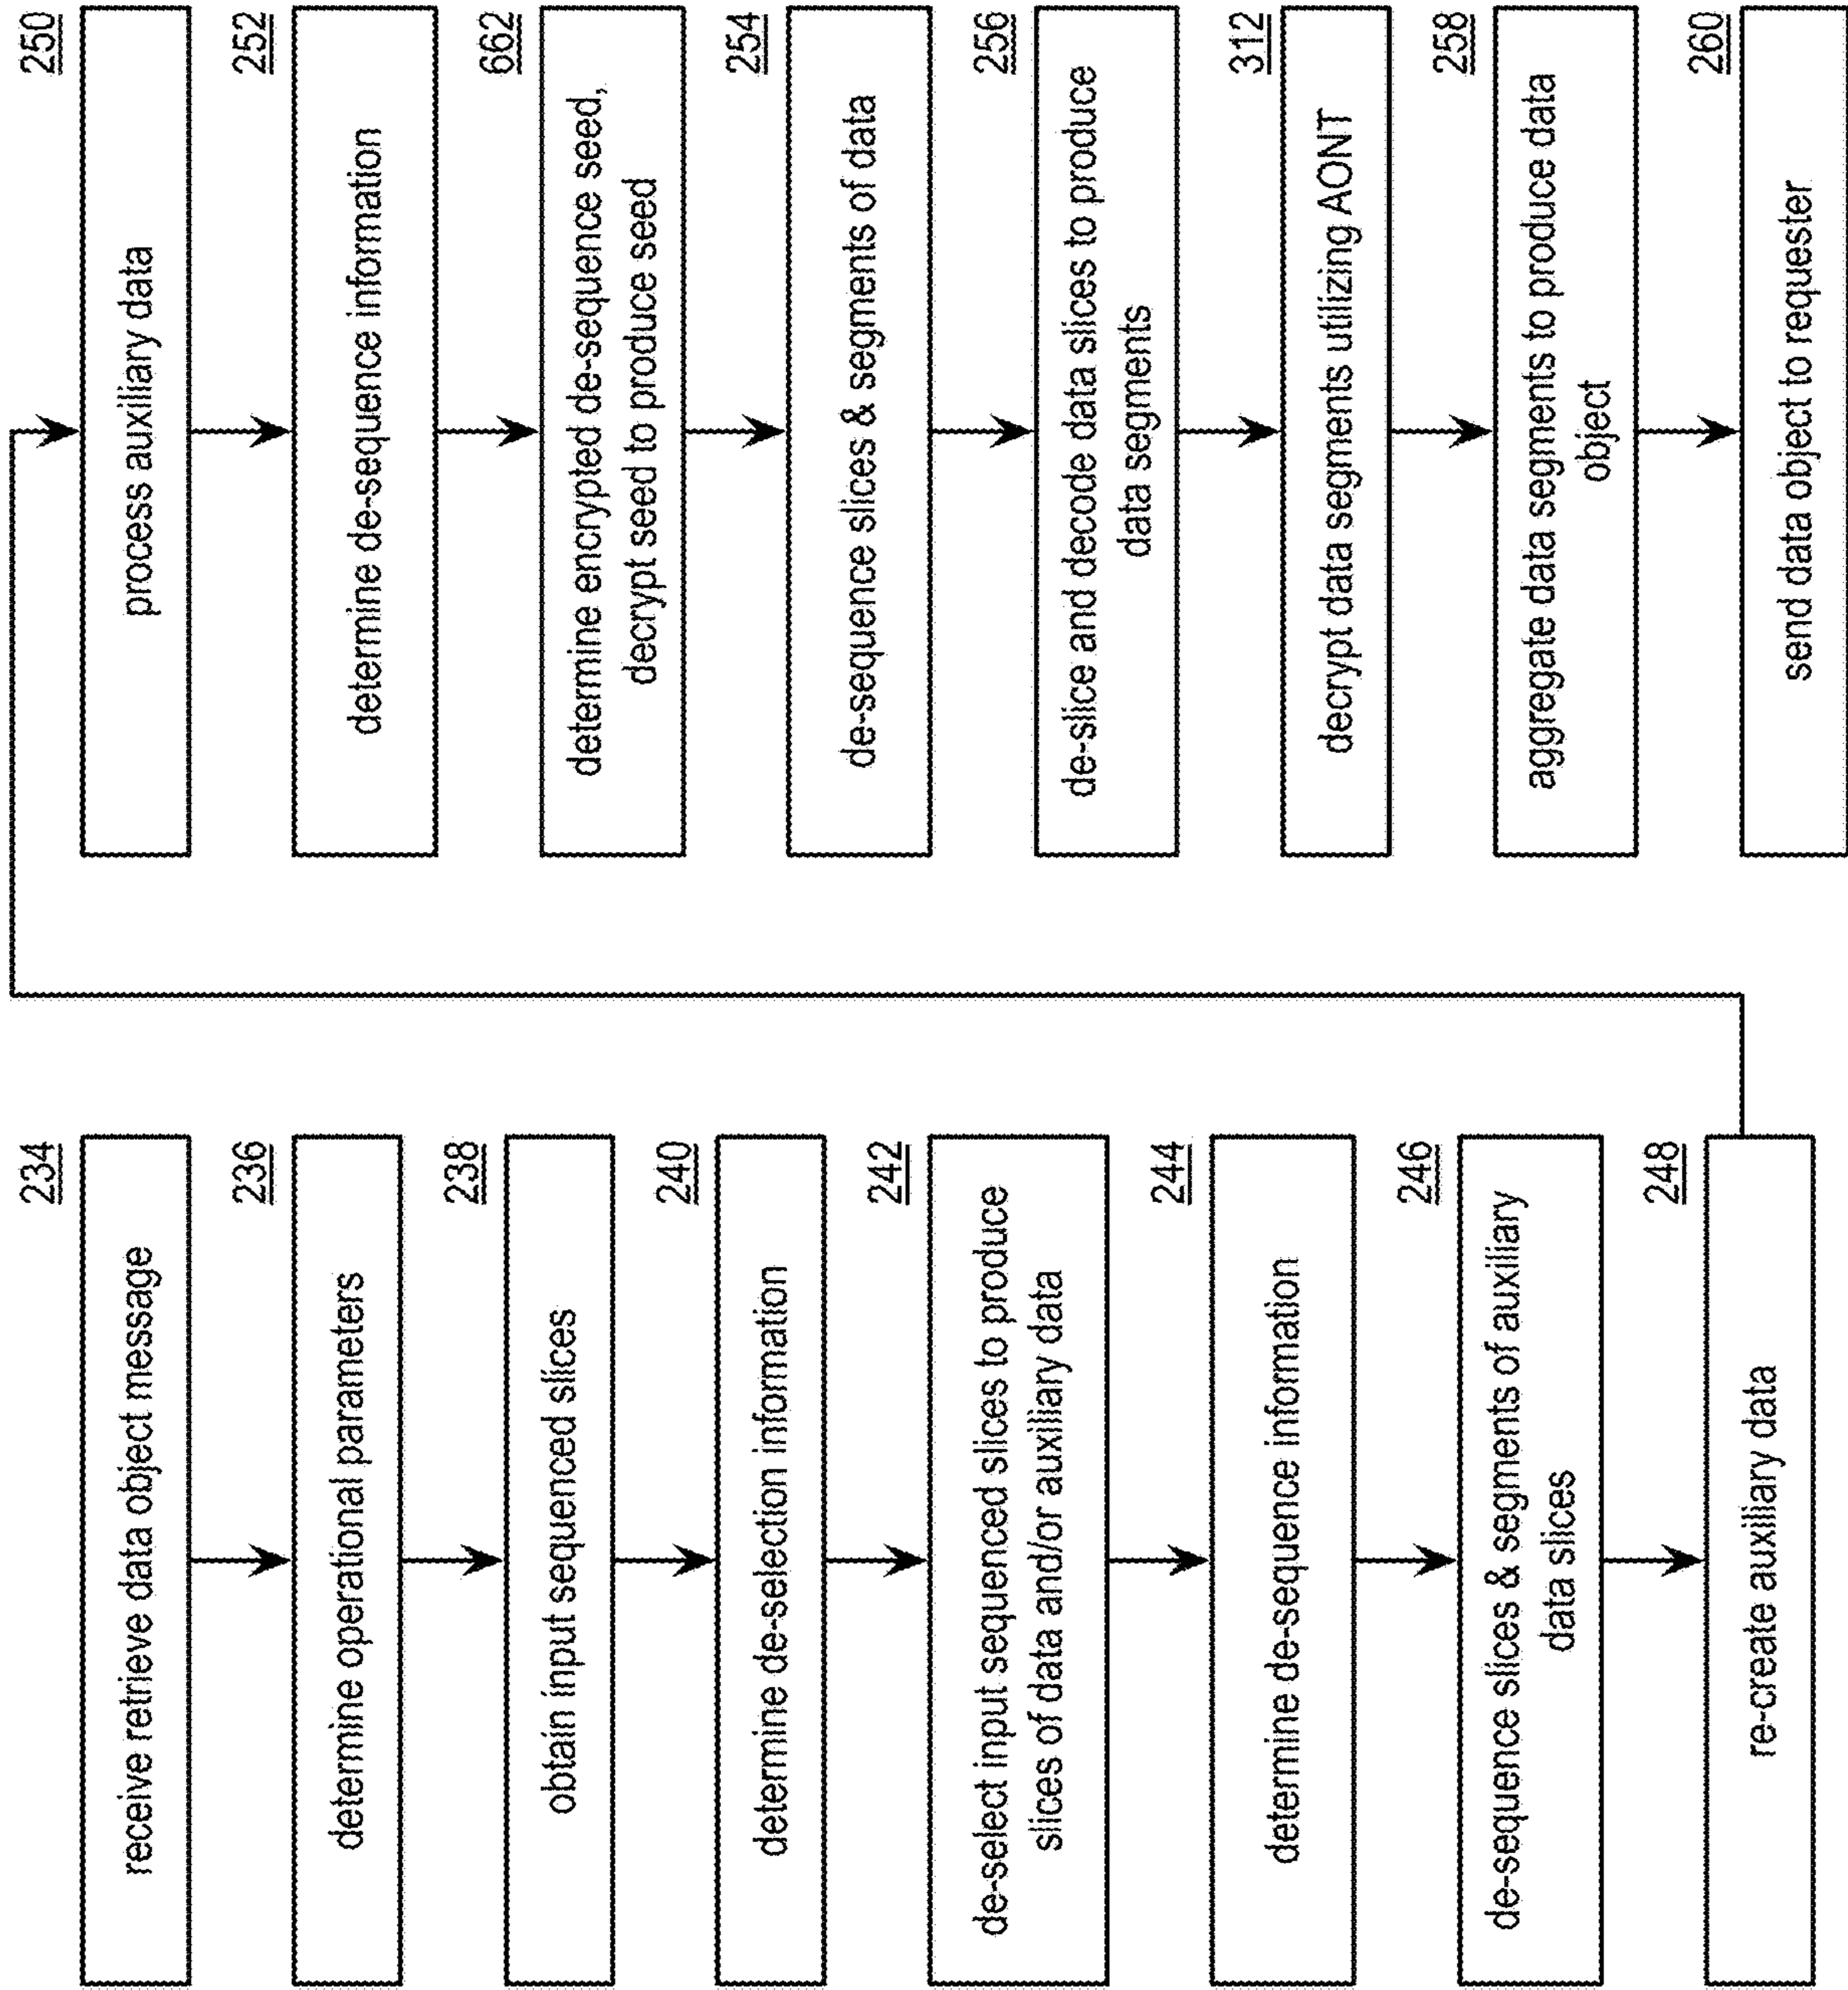 234
receive retrieve data object message
236
determine operational parameters
238
obtain input sequenced slices
240
determine de-selection information
242
de-select input sequenced slices to produce
slices of data and/or auxiliary data
244
determine de-sequence information
246
de-sequence slices & segments of auxiliary
data slices
248
re-create auxiliary data
250
process auxiliary data
252
determine de-sequence information
662
determine encrypted de-sequence seed,
decrypt seed to produce seed
254
de-sequence slices & segments of data
256
de-slice and decode data slices to produce
data segments
312
decrypt data segments utilizing AONT
258
aggregate data segments to produce data
object
260
send data object to requester